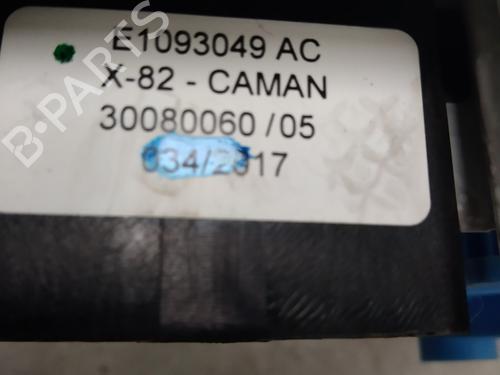 E1093049 AC
X-82 - CAMAN
30080060 /05
034/2017
B-PARTS